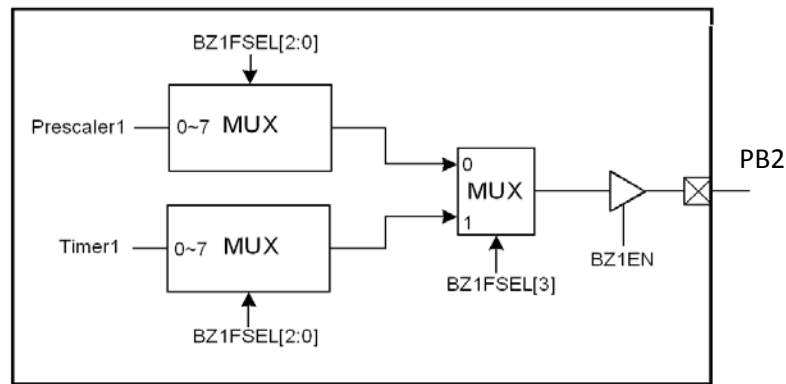 BZ1FSEL[2:0]
Prescaler1
0~7 MUX
0
MUX
1
PB2
Timer1
0~7 MUX
BZ1EN
BZ1FSEL[3]
BZ1FSEL[2:0]